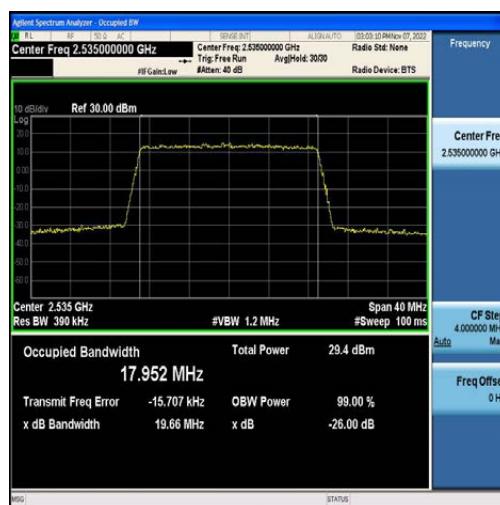 Agilent Spectrum Analyzer - Occupied BW
RL RF 50 Ω AC SENSE:INT ALIGN AUTO 03:03:10 PM Nov 07, 2022
Center Freq 2.535000000 GHz Center Freq: 2.535000000 GHz Radio Std: None
Trig: Free Run Avg|Hold: 30/30
#IFGain:Low #Atten: 40 dB Radio Device: BTS
10 dB/div Ref 30.00 dBm
Log
20.0
10.0
0.00
-10.0
-20.0
-30.0
-40.0
-50.0
-60.0
Center 2.535 GHz Span 40 MHz
Res BW 390 kHz #VBW 1.2 MHz #Sweep 100 ms
Occupied Bandwidth Total Power 29.4 dBm
17.952 MHz
Transmit Freq Error -15.707 kHz OBW Power 99.00 %
x dB Bandwidth 19.66 MHz x dB -26.00 dB
MSG STATUS
Frequency
Center Fre
2.535000000 GH
CF Step
4.000000 MH
Auto Ma
Freq Offse
0 H